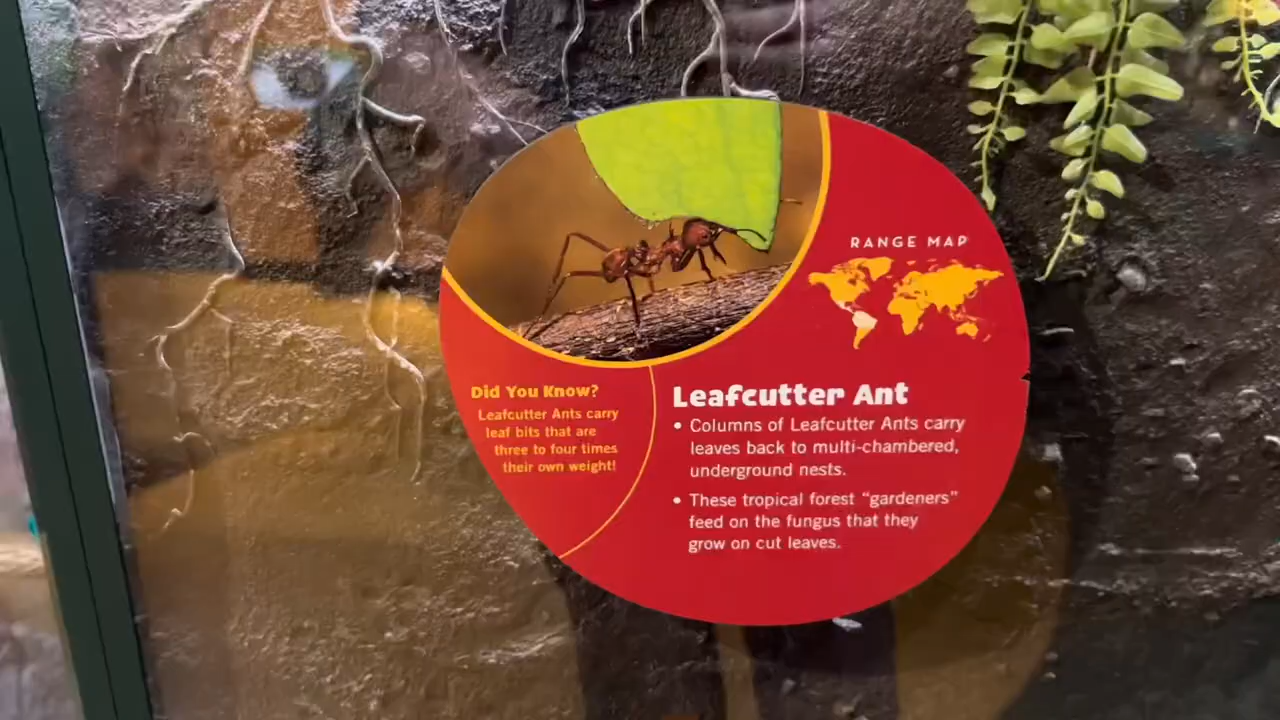 RANGE MAP
Did You Know?
Leafcutter Ants carry
leaf bits that are
three to four times
their own weight!
Leafcutter Ant
• Columns of Leafcutter Ants carry
leaves back to multi-chambered,
underground nests.
• These tropical forest “gardeners”
feed on the fungus that they
grow on cut leaves.